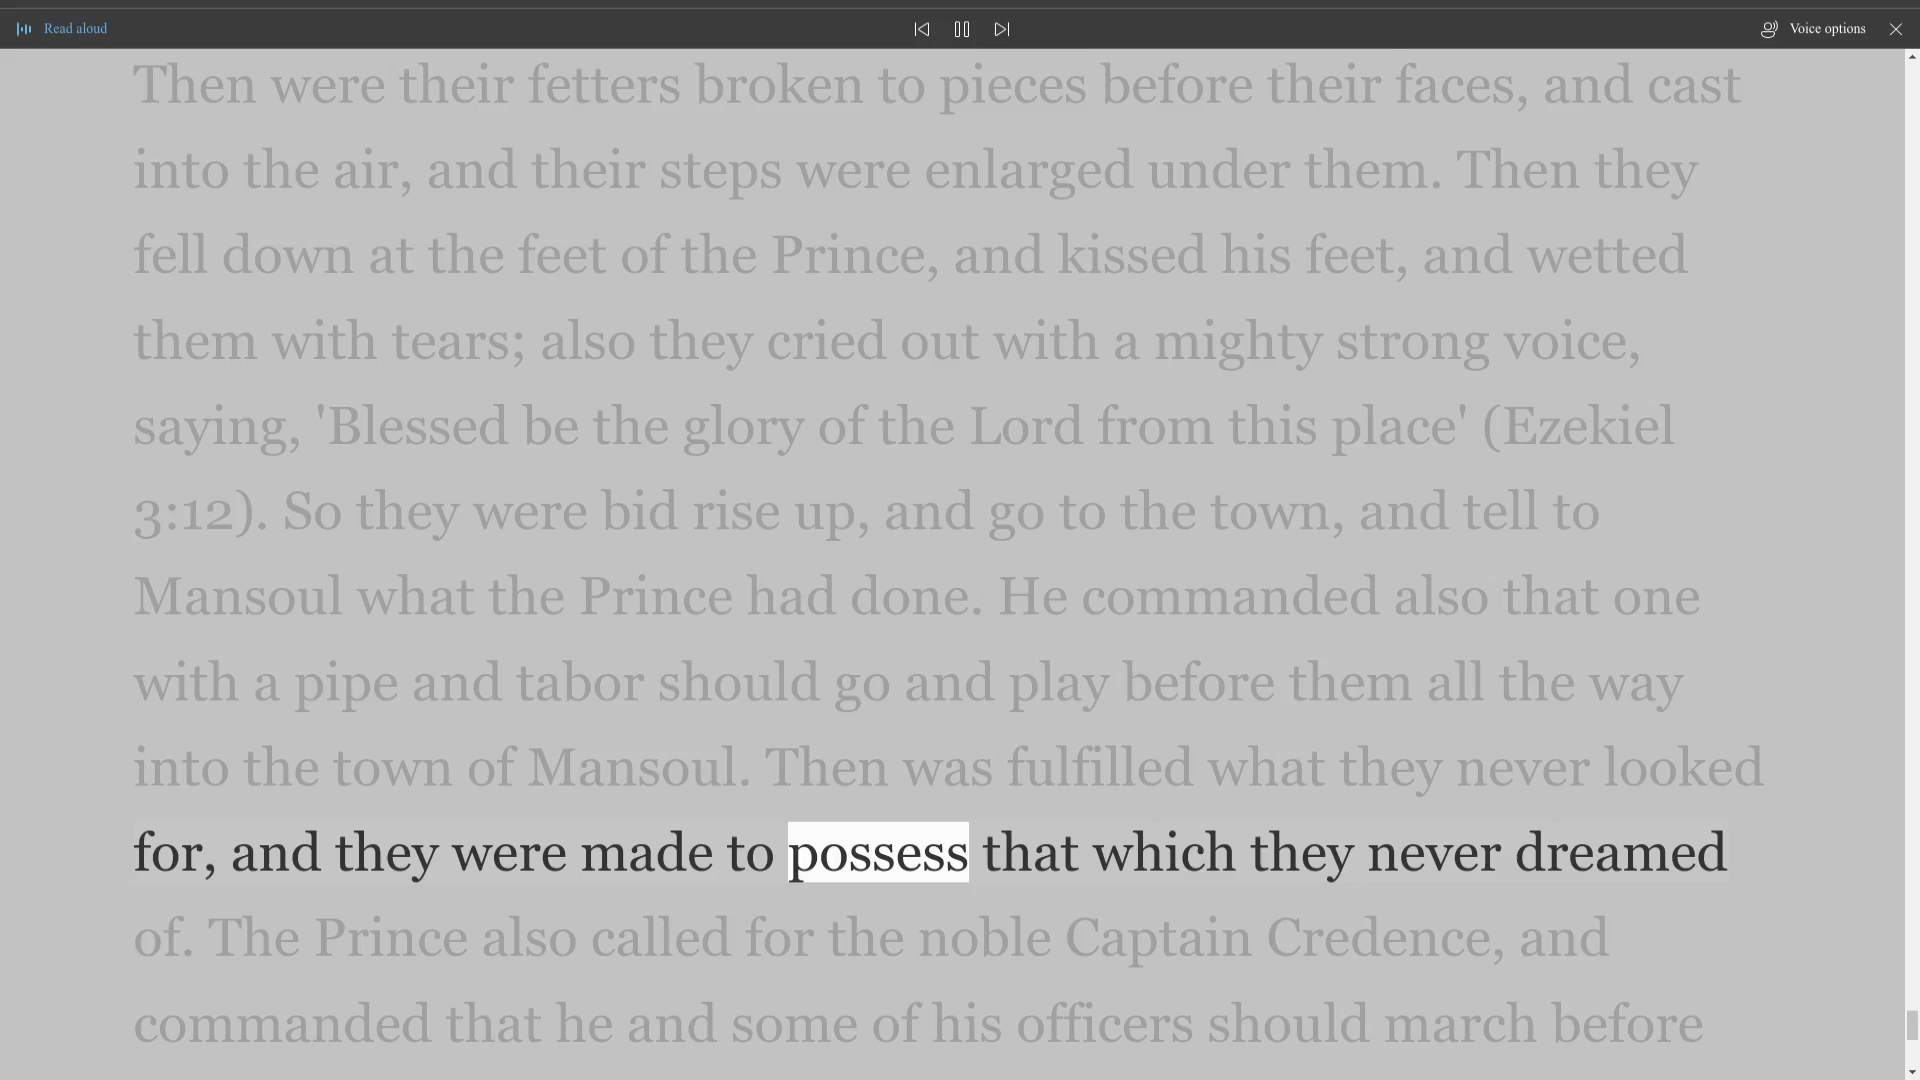 Read aloud
Voice options
Then were their fetters broken to pieces before their faces, and cast
into the air, and their steps were enlarged under them. Then they
fell down at the feet of the Prince, and kissed his feet, and wetted
them with tears; also they cried out with a mighty strong voice,
saying, 'Blessed be the glory of the Lord from this place' (Ezekiel
3:12). So they were bid rise up, and go to the town, and tell to
Mansoul what the Prince had done. He commanded also that one
with a pipe and tabor should go and play before them all the way
into the town of Mansoul. Then was fulfilled what they never looked
for, and they were made to possess that which they never dreamed
of. The Prince also called for the noble Captain Credence, and
commanded that he and some of his officers should march before